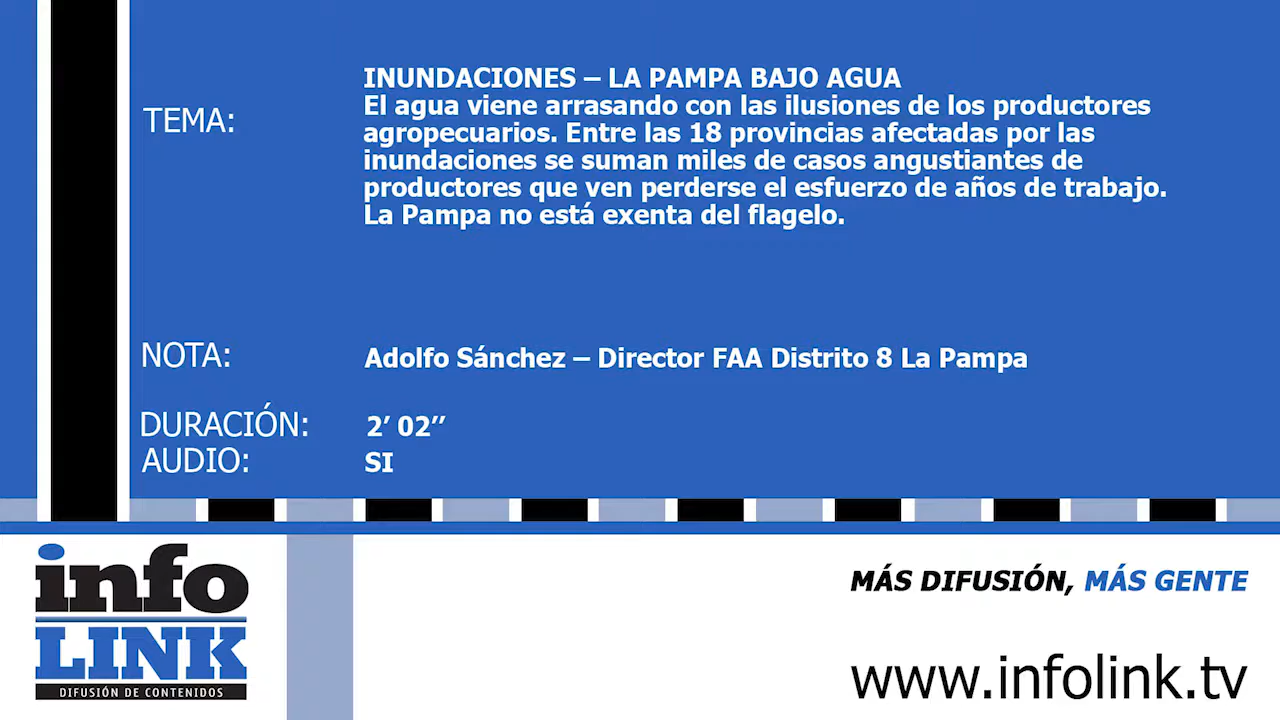 TEMA:
INUNDACIONES – LA PAMPA BAJO AGUA
El agua viene arrasando con las ilusiones de los productores
agropecuarios. Entre las 18 provincias afectadas por las
inundaciones se suman miles de casos angustiantes de
productores que ven perderse el esfuerzo de años de trabajo.
La Pampa no está exenta del flagelo.
NOTA: Adolfo Sánchez – Director FAA Distrito 8 La Pampa
DURACIÓN: 2’ 02’’
AUDIO: SI
info
LINK
DIFUSIÓN DE CONTENIDOS
MÁS DIFUSIÓN, MÁS GENTE
www.infolink.tv